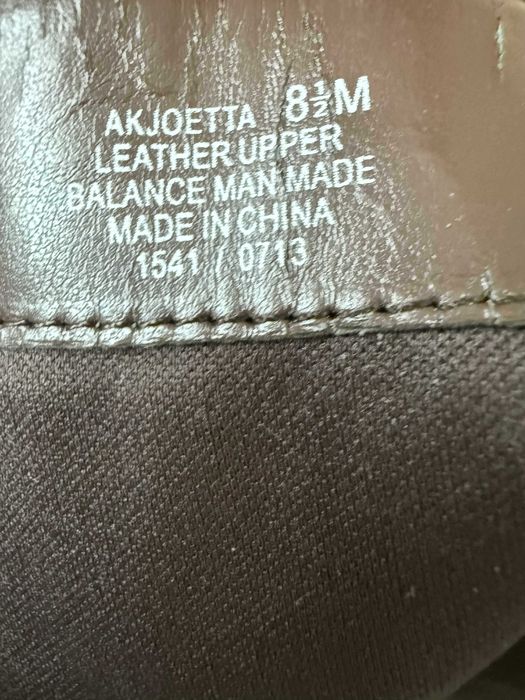 AKJOETTA 8½M
LEATHER UPPER
BALANCE MAN MADE
MADE IN CHINA
1541 / 0713